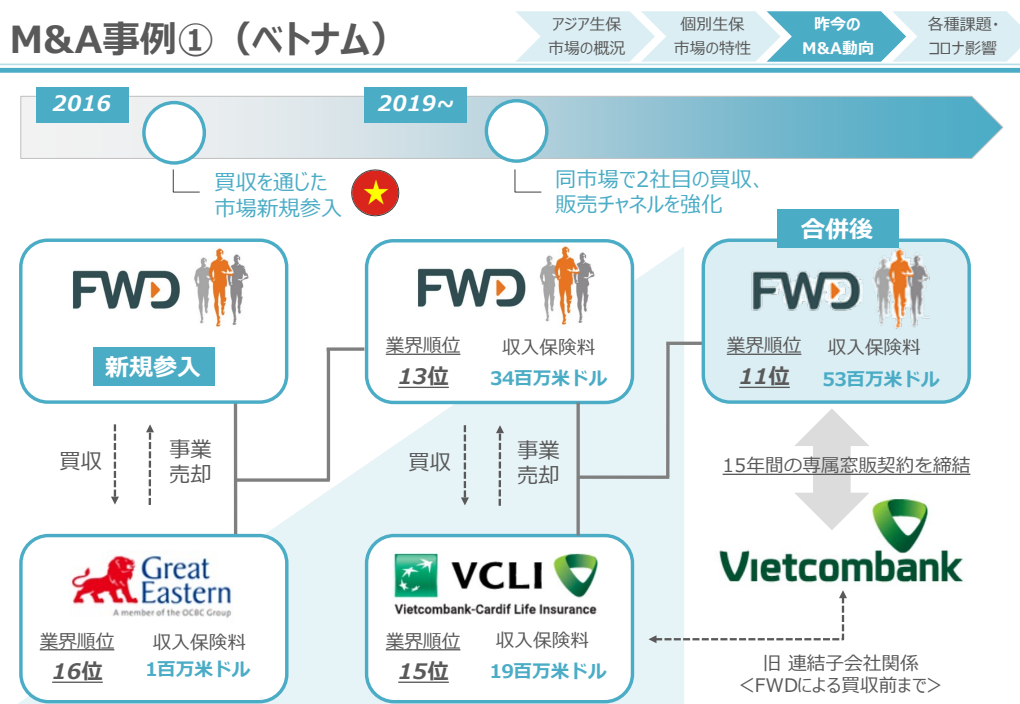 M&A事例①（ベトナム）
アジア生保
市場の概況
個別生保
市場の特性
昨今の
M&A動向
各種課題・
コロナ影響
2016
2019~
買収を通じた
市場新規参入
同市場で2社目の買収、
販売チャネルを強化
FWD
新規参入
FWD
業界順位
収入保険料
13位
34百万米ドル
合併後
FWD
業界順位
収入保険料
11位
53百万米ドル
買収
事業
売却
買収
事業
売却
15年間の専属窓販契約を締結
Great
Eastern
A member of the OCBC Group
業界順位
収入保険料
16位
1百万米ドル
VCLI
Vietcombank-Cardif Life Insurance
業界順位
収入保険料
15位
19百万米ドル
Vietcombank
旧 連結子会社関係
<FWDによる買収前まで>